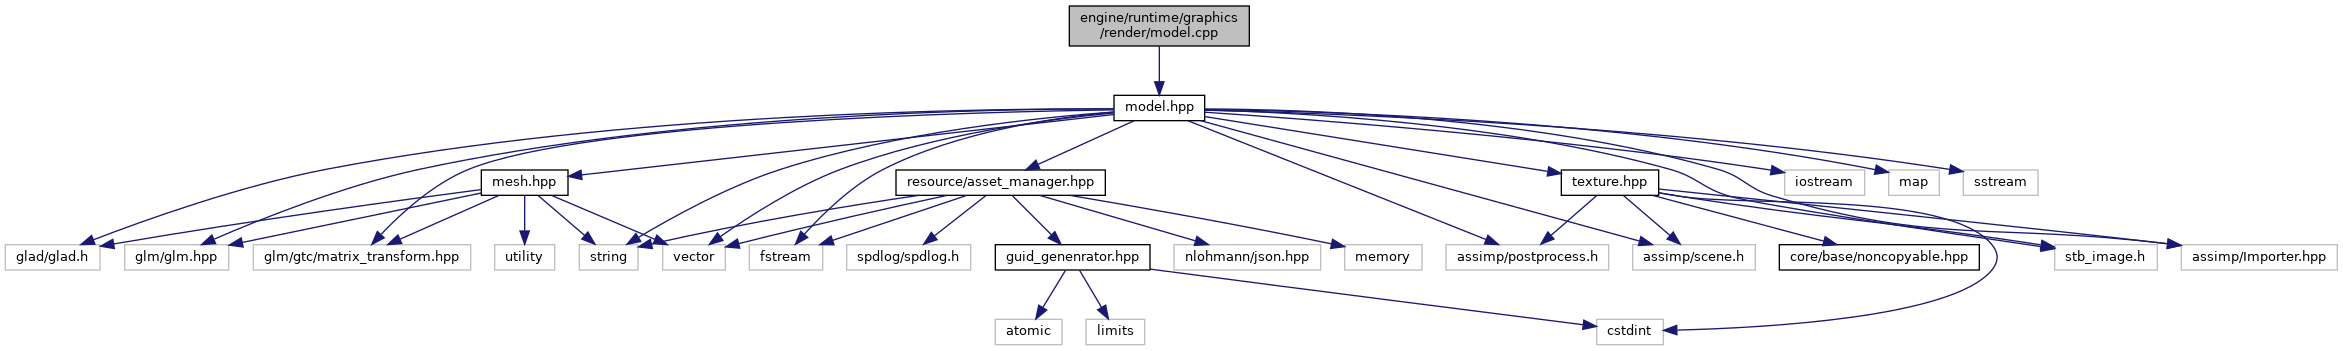 engine/runtime/graphics
/render/model.cpp
model.hpp
mesh.hpp
resource/asset_manager.hpp
texture.hpp
iostream
map
sstream
glad/glad.h
glm/glm.hpp
glm/gtc/matrix_transform.hpp
utility
string
vector
fstream
spdlog/spdlog.h
guid_genenrator.hpp
nlohmann/json.hpp
memory
assimp/postprocess.h
assimp/scene.h
core/base/noncopyable.hpp
stb_image.h
assimp/Importer.hpp
atomic
limits
cstdint